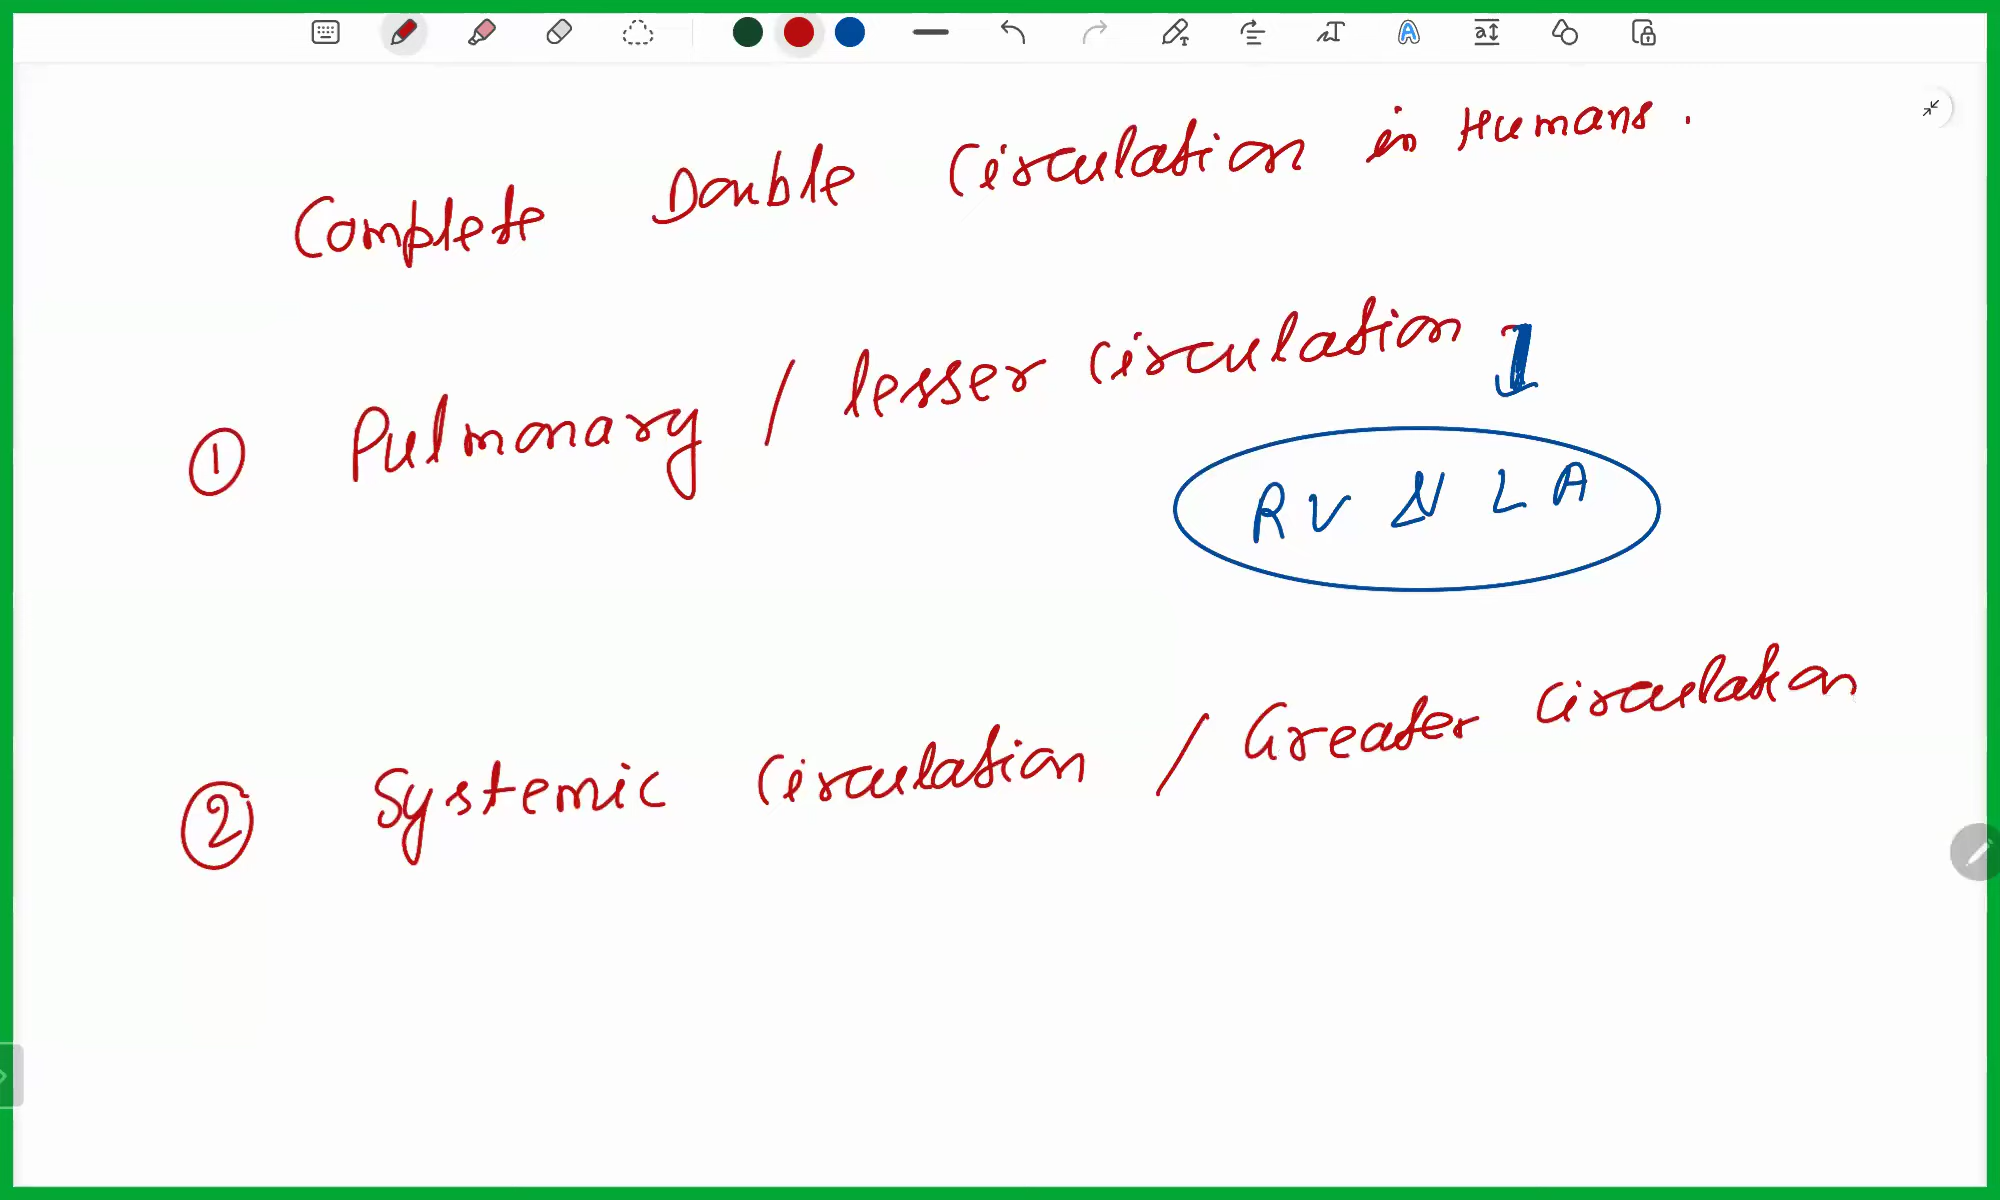 Complete Double Circulation in Humans.
① Pulmonary / lesser circulation
RV LA
② Systemic Circulation / Greater circulation